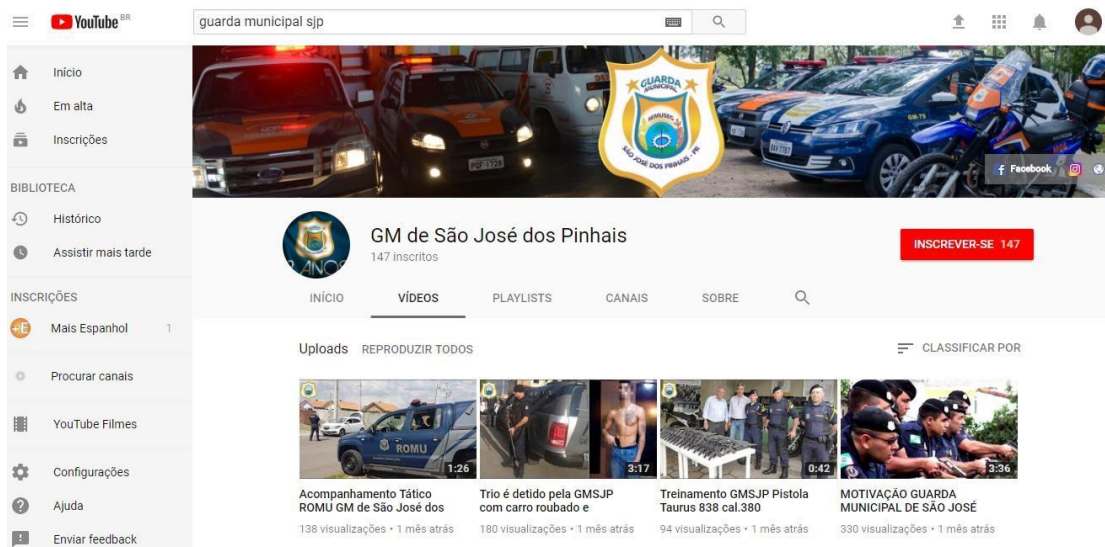 YouTube BR
guarda municipal sjp
Início
Em alta
Inscrições
BIBLIOTECA
Histórico
Assistir mais tarde
INSCRIÇÕES
Mais Espanhol 1
Procurar canais
YouTube Filmes
Configurações
Ajuda
Enviar feedback
GUARDA
MUNICIPAL
SEMUSEG
SÃO JOSÉ DOS PINHAIS - PR
GM-79
Facebook
2 ANOS
GM de São José dos Pinhais
147 inscritos
INSCREVER-SE 147
INÍCIO VÍDEOS PLAYLISTS CANAIS SOBRE
Uploads REPRODUZIR TODOS
CLASSIFICAR POR
ROMU
1:26
3:17
0:42
3:36
Acompanhamento Tático
ROMU GM de São José dos
138 visualizações • 1 mês atrás
Trio é detido pela GMSJP
com carro roubado e
180 visualizações • 1 mês atrás
Treinamento GMSJP Pistola
Taurus 838 cal.380
94 visualizações • 1 mês atrás
MOTIVAÇÃO GUARDA
MUNICIPAL DE SÃO JOSÉ
330 visualizações • 1 mês atrás